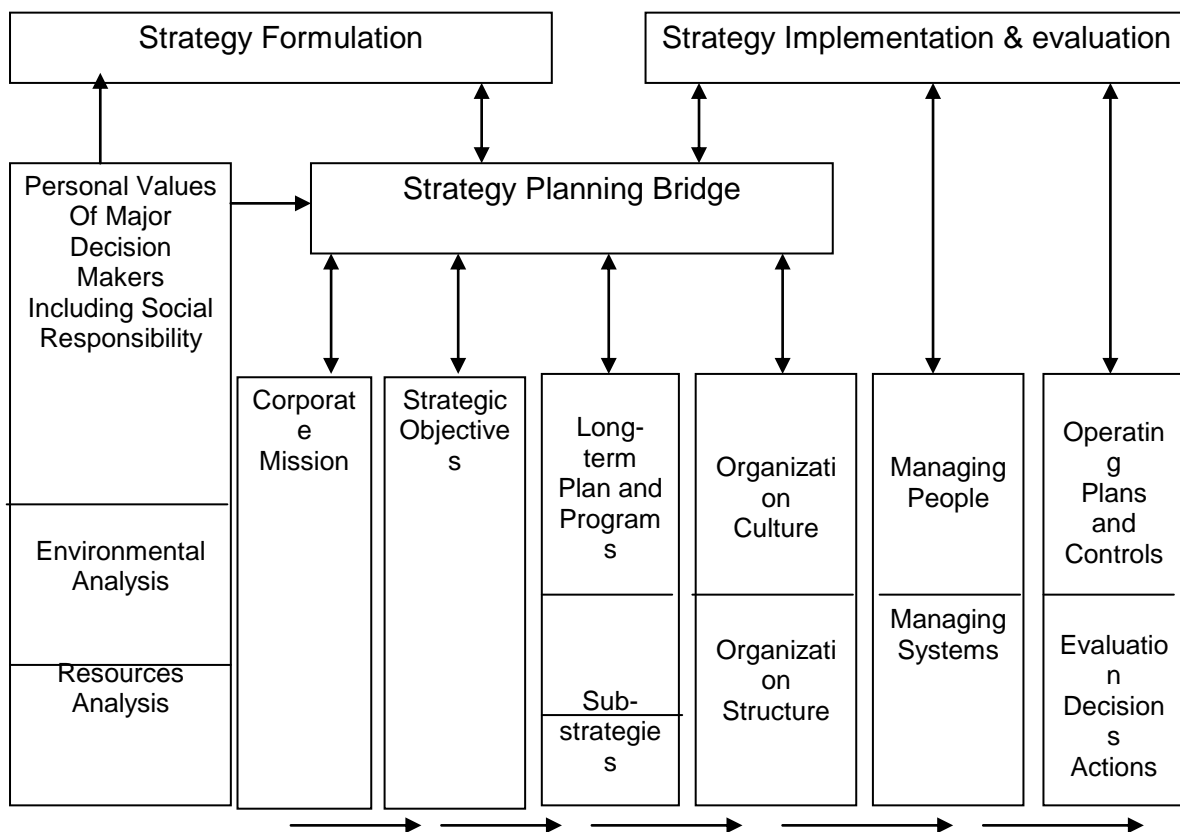 Strategy Formulation
Strategy Implementation & evaluation
Strategy Planning Bridge
Personal Values
Of Major
Decision
Makers
Including Social
Responsibility
Environmental
Analysis
Resources
Analysis
Corporat
e
Mission
Strategic
Objective
s
Long-
term
Plan and
Program
s
Sub-
strategie
s
Organizati
on
Culture
Organizati
on
Structure
Managing
People
Managing
Systems
Operatin
g
Plans
and
Controls
Evaluatio
n
Decision
s
Actions